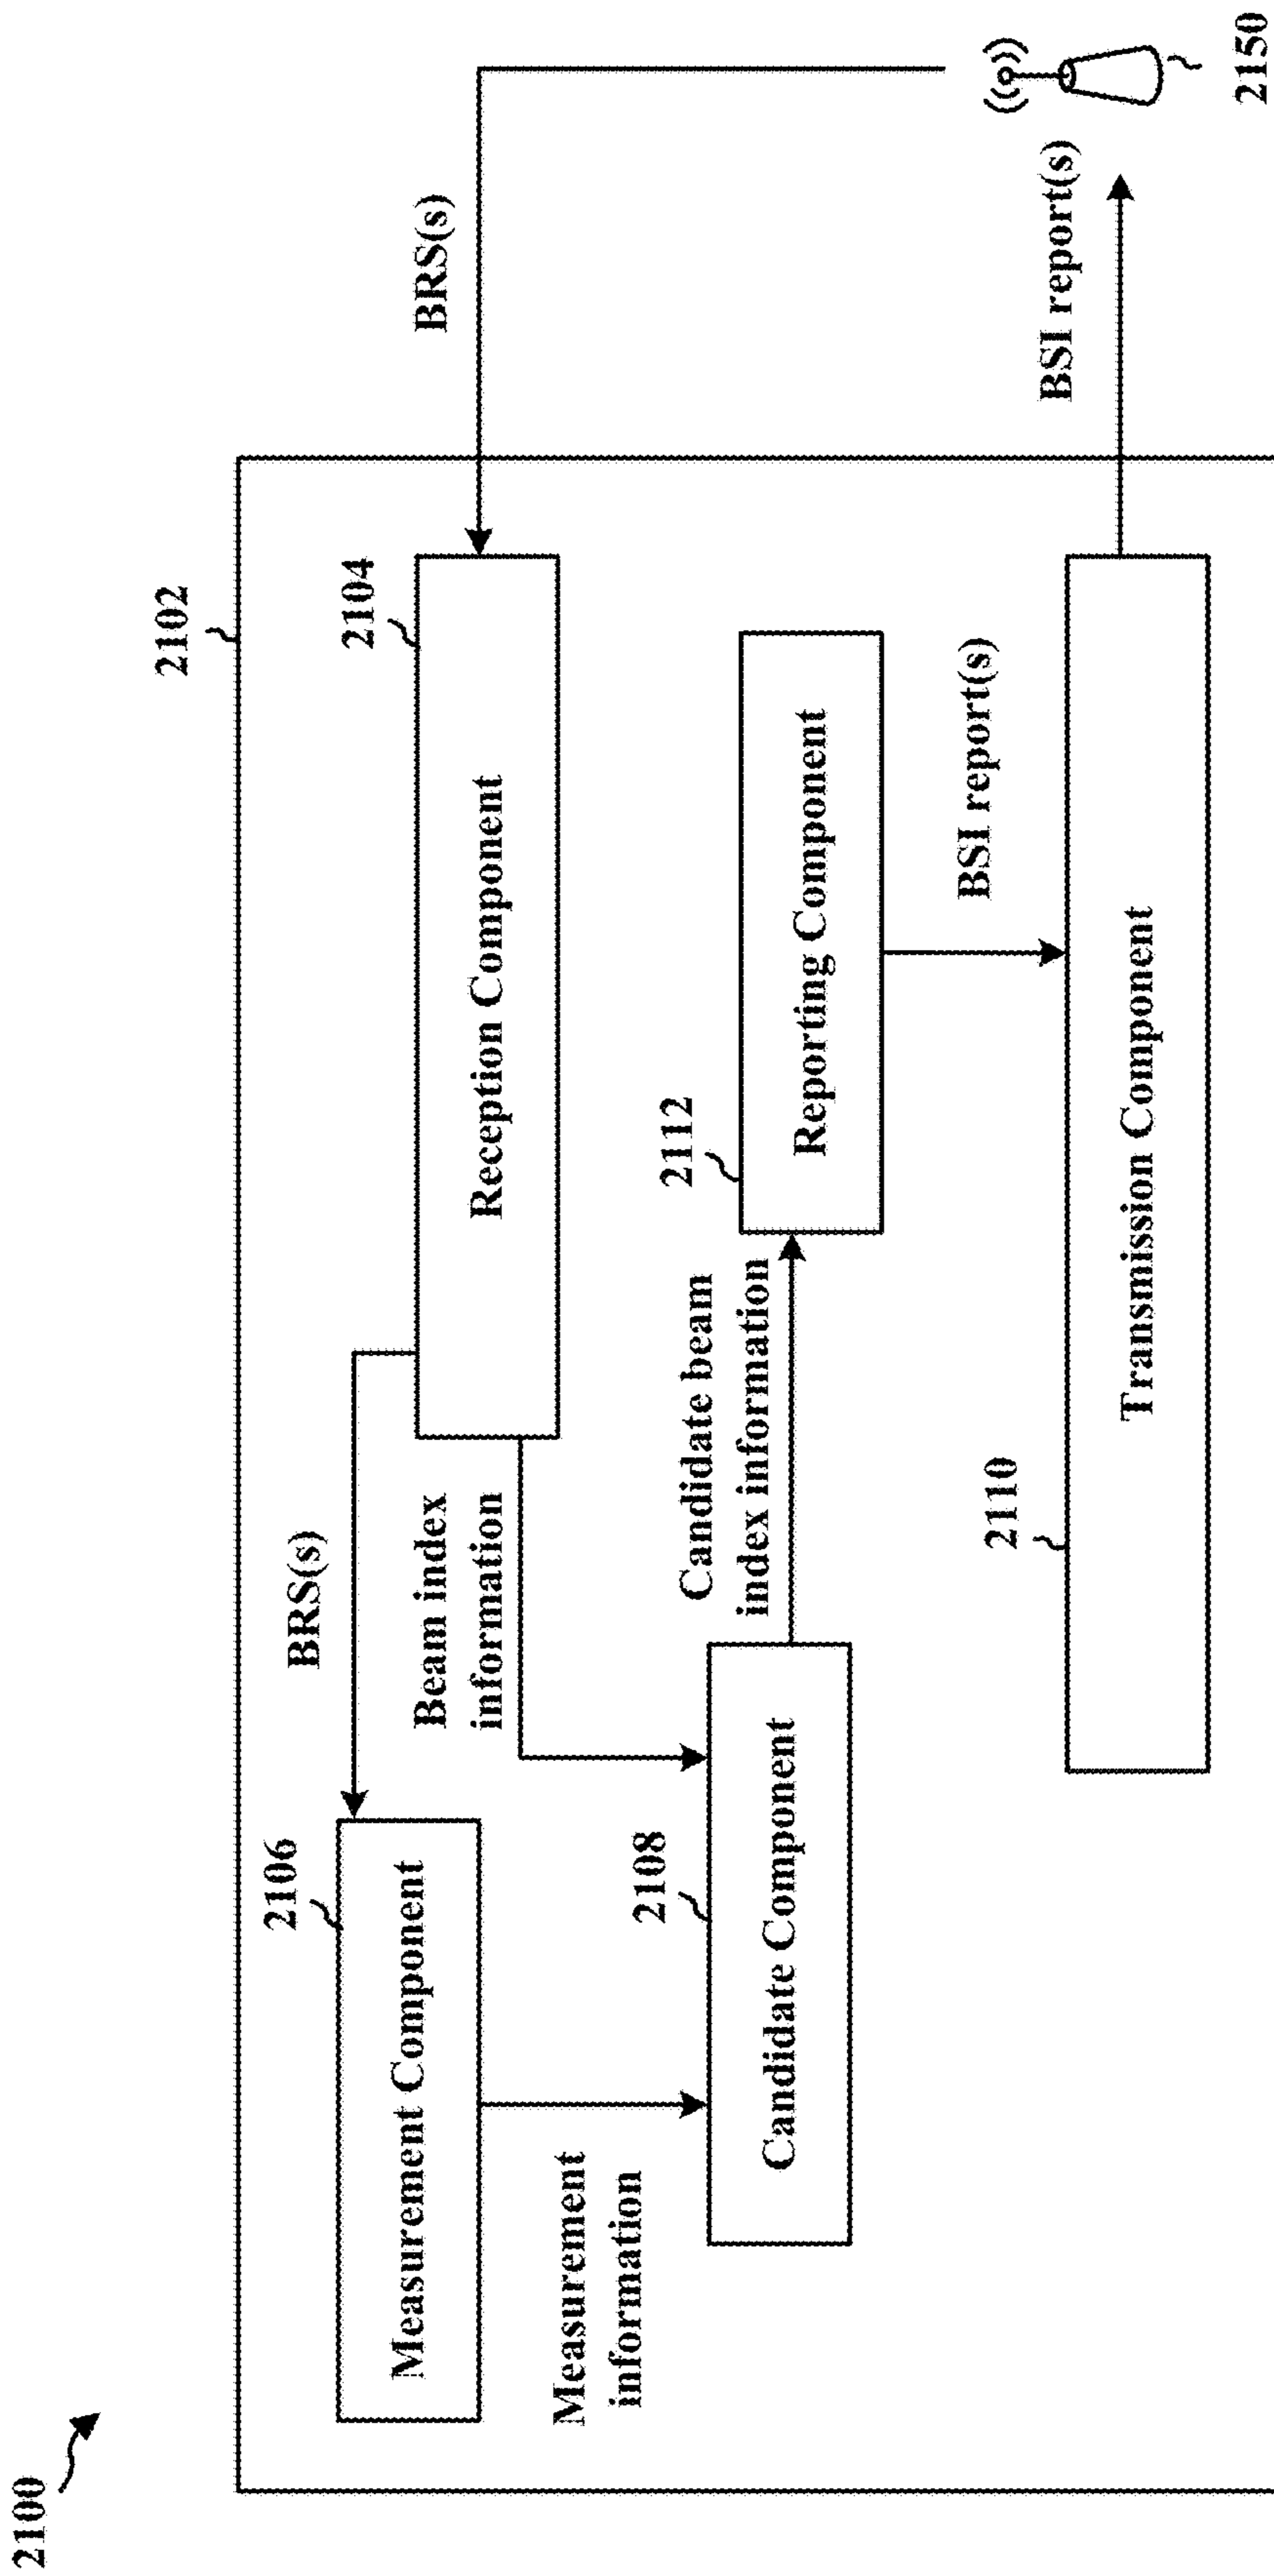 2100
2102
2106
Measurement Component
BRS(s)
2104
Reception Component
BRS(s)
Beam index
information
Measurement
information
2108
Candidate Component
Candidate beam
index information
2112
Reporting Component
BSI report(s)
2110
Transmission Component
BSI report(s)
2150